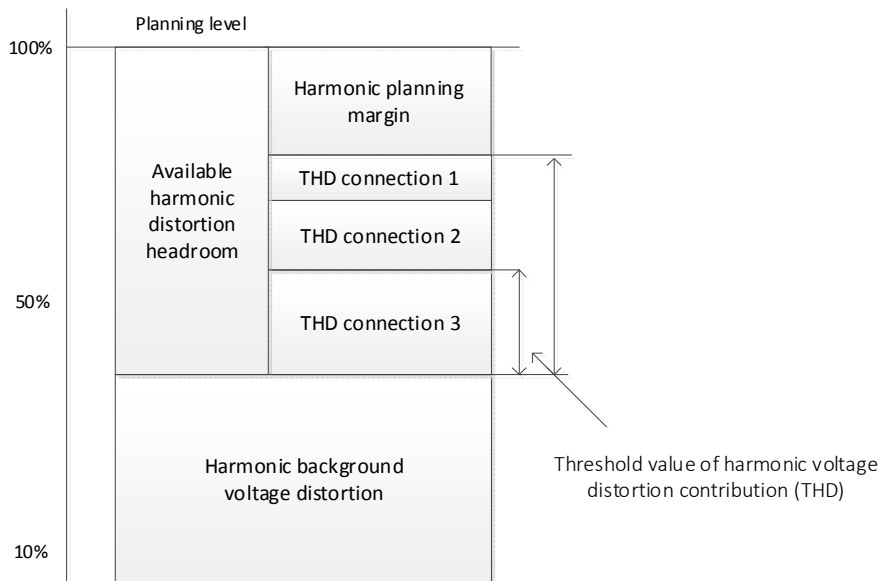 Planning level
100%
Harmonic planning
margin
THD connection 1
Available
harmonic
distortion
headroom
THD connection 2
50%
THD connection 3
Harmonic background
voltage distortion
Threshold value of harmonic voltage
distortion contribution (THD)
10%